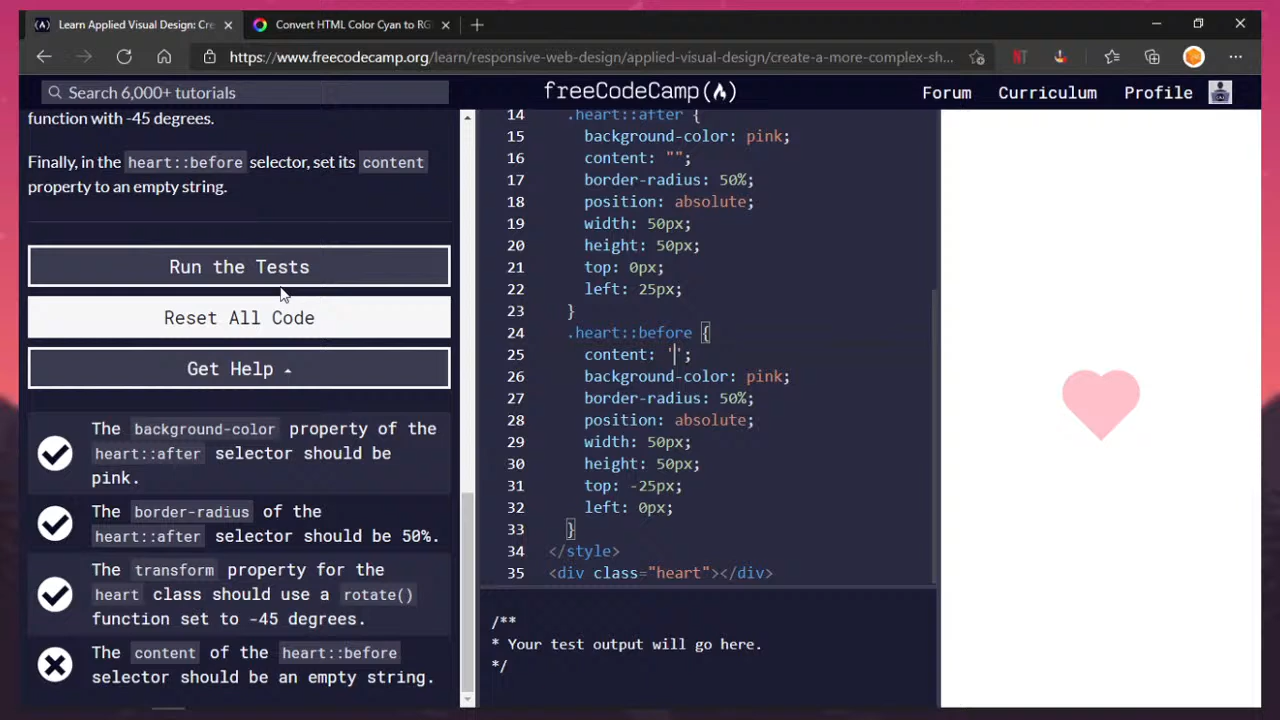 Learn Applied Visual Design: Cre
Convert HTML Color Cyan to RG
https://www.freecodecamp.org/learn/responsive-web-design/applied-visual-design/create-a-more-complex-sh...
Search 6,000+ tutorials
freeCodeCamp
Forum
Curriculum
Profile
function with -45 degrees.
Finally, in the heart::before selector, set its content
property to an empty string.
Run the Tests
Reset All Code
Get Help
The background-color property of the
heart::after selector should be
pink.
The border-radius of the
heart::after selector should be 50%.
The transform property for the
heart class should use a rotate()
function set to -45 degrees.
The content of the heart::before
selector should be an empty string.
14 .heart::after {
15 background-color: pink;
16 content: "";
17 border-radius: 50%;
18 position: absolute;
19 width: 50px;
20 height: 50px;
21 top: 0px;
22 left: 25px;
23 }
24 .heart::before {
25 content: '';
26 background-color: pink;
27 border-radius: 50%;
28 position: absolute;
29 width: 50px;
30 height: 50px;
31 top: -25px;
32 left: 0px;
33 }
34 </style>
35 <div class="heart"></div>
/**
* Your test output will go here.
*/